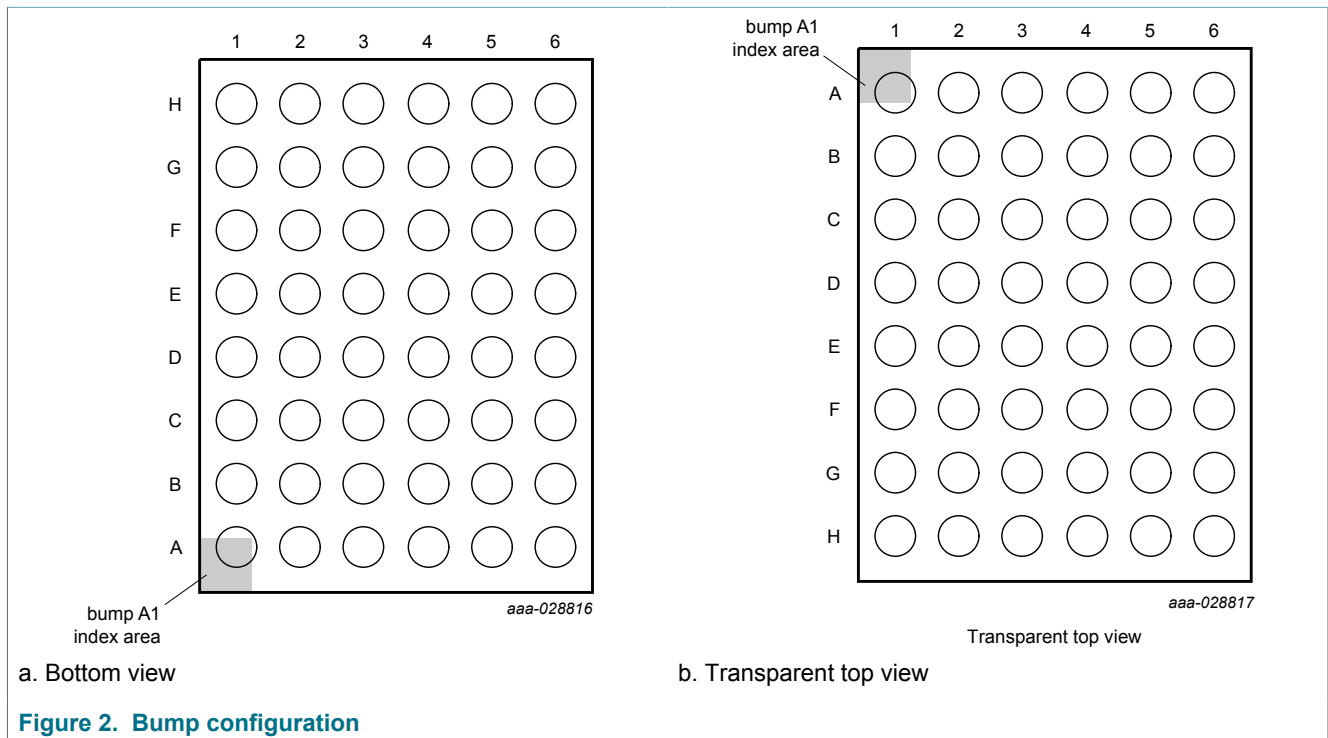 1 2 3 4 5 6
H
G
F
E
D
C
B
A
bump A1
index area
aaa-028816
a. Bottom view
bump A1
index area
1 2 3 4 5 6
A
B
C
D
E
F
G
H
aaa-028817
Transparent top view
b. Transparent top view
Figure 2. Bump configuration